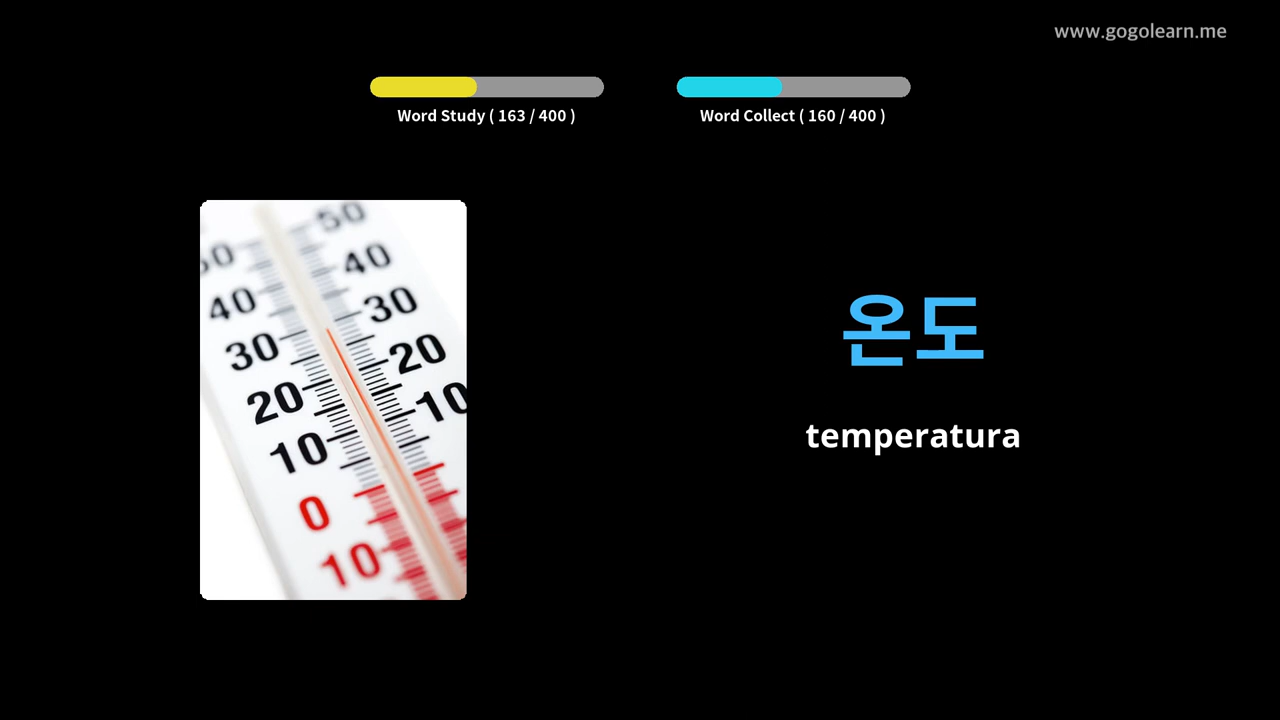 www.gogolearn.me
Word Study ( 163 / 400 )
Word Collect ( 160 / 400 )
50
40
30
20
10
40
30
20
10
0
10
온도
temperatura